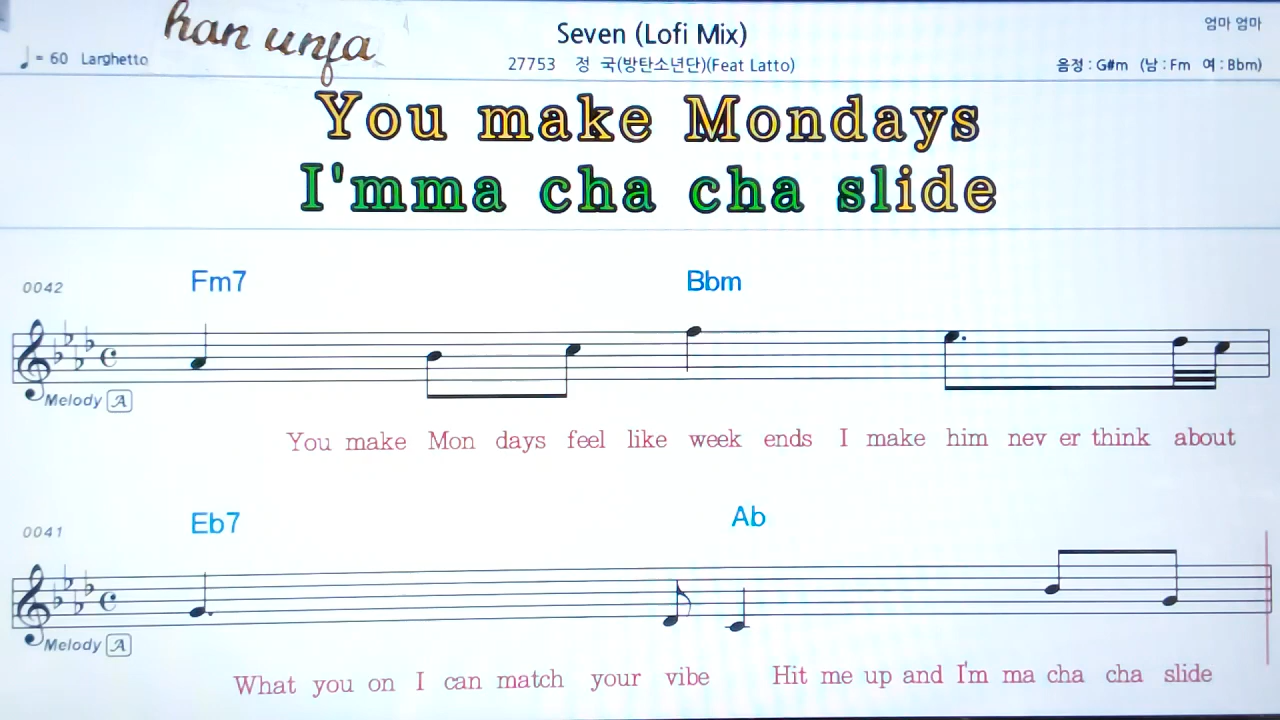 han unfa
Seven (Lofi Mix)
엄마 엄마
♩ = 60 Larghetto
27753 정 국(방탄소년단)(Feat Latto)
음정 : G#m (남 : Fm 여 : Bbm)
You make Mondays
I'mma cha cha slide
0042 Fm7 Bbm
Melody A
You make Mon days feel like week ends I make him nev er think about
0041 Eb7 Ab
Melody A
What you on I can match your vibe Hit me up and I'm ma cha cha slide